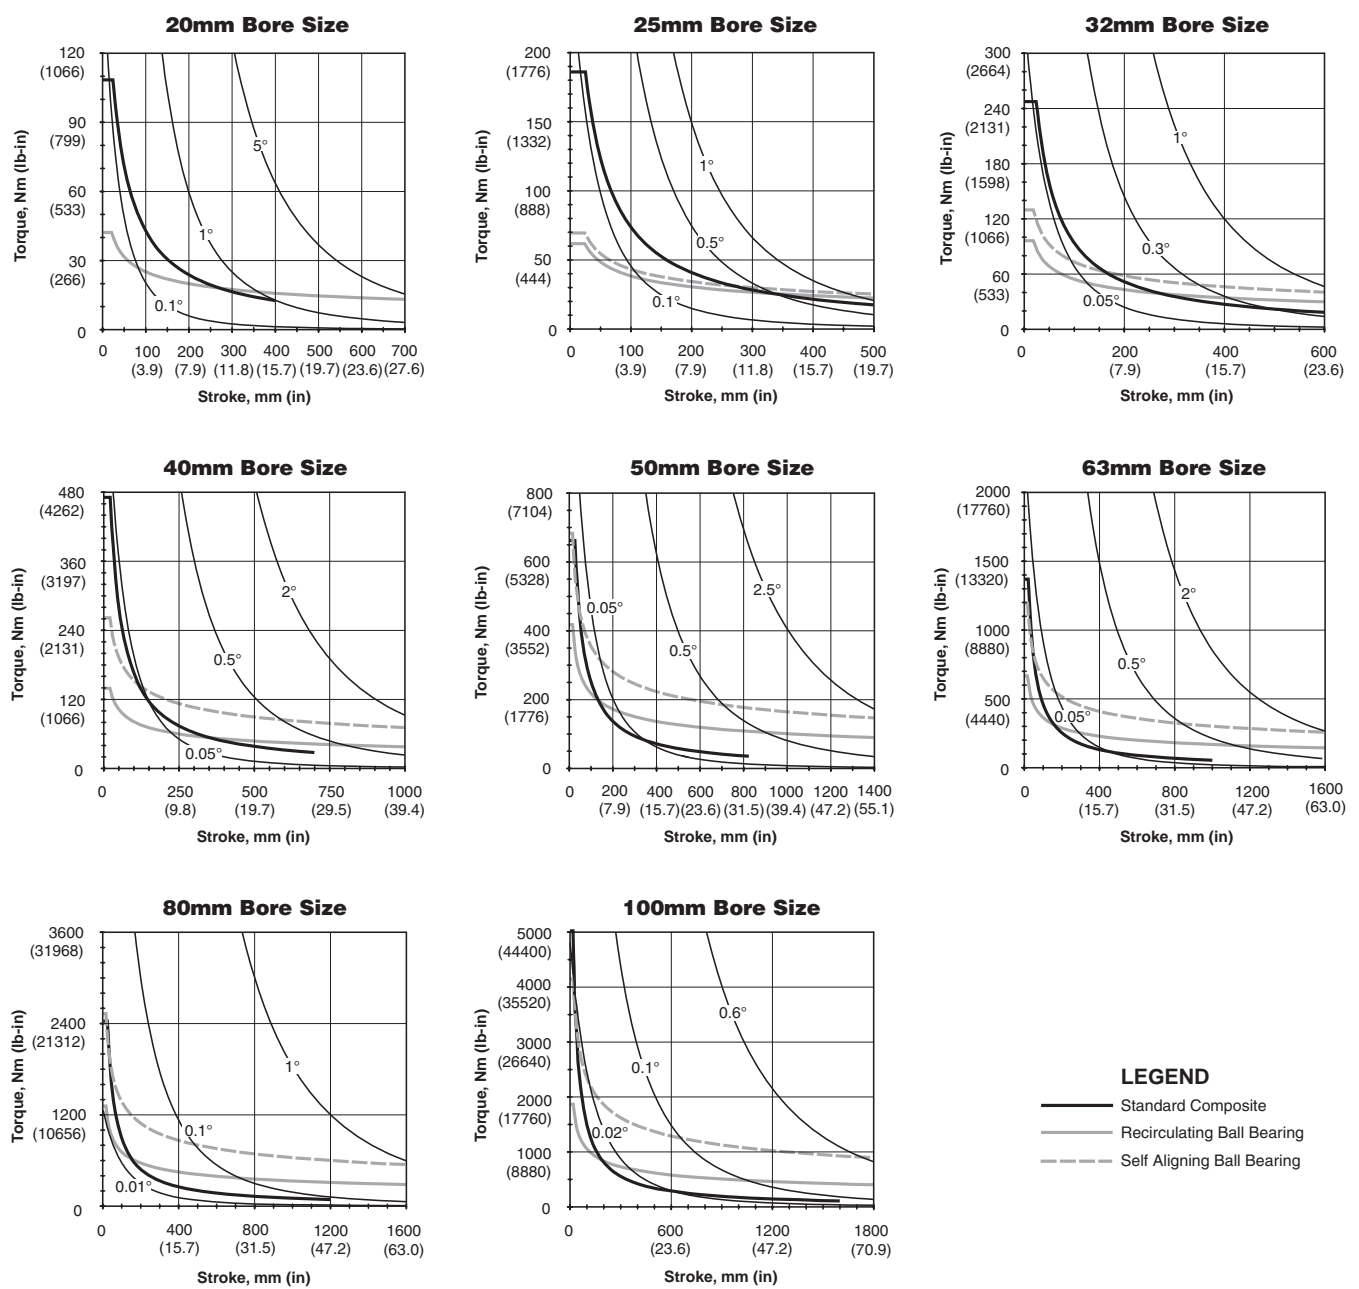 20mm Bore Size
Torque, Nm (lb-in)
120
(1066)
90
(799)
60
(533)
30
(266)
0
5°
1°
0.1°
0 100 200 300 400 500 600 700
(3.9) (7.9) (11.8) (15.7) (19.7) (23.6) (27.6)
Stroke, mm (in)
25mm Bore Size
Torque, Nm (lb-in)
200
(1776)
150
(1332)
100
(888)
50
(444)
0
1°
0.5°
0.1°
0 100 200 300 400 500
(3.9) (7.9) (11.8) (15.7) (19.7)
Stroke, mm (in)
32mm Bore Size
Torque, Nm (lb-in)
300
(2664)
240
(2131)
180
(1598)
120
(1066)
60
(533)
0
1°
0.3°
0.05°
0 200 400 600
(7.9) (15.7) (23.6)
Stroke, mm (in)
40mm Bore Size
Torque, Nm (lb-in)
480
(4262)
360
(3197)
240
(2131)
120
(1066)
0
2°
0.5°
0.05°
0 250 500 750 1000
(9.8) (19.7) (29.5) (39.4)
Stroke, mm (in)
50mm Bore Size
Torque, Nm (lb-in)
800
(7104)
600
(5328)
400
(3552)
200
(1776)
0
2.5°
0.05°
0.5°
0 200 400 600 800 1000 1200 1400
(7.9) (15.7) (23.6) (31.5) (39.4) (47.2) (55.1)
Stroke, mm (in)
63mm Bore Size
Torque, Nm (lb-in)
2000
(17760)
1500
(13320)
1000
(8880)
500
(4440)
0
2°
0.5°
0.05°
0 400 800 1200 1600
(15.7) (31.5) (47.2) (63.0)
Stroke, mm (in)
80mm Bore Size
Torque, Nm (lb-in)
3600
(31968)
2400
(21312)
1200
(10656)
0
1°
0.1°
0.01°
0 400 800 1200 1600
(15.7) (31.5) (47.2) (63.0)
Stroke, mm (in)
100mm Bore Size
Torque, Nm (lb-in)
5000
(44400)
4000
(35520)
3000
(26640)
2000
(17760)
1000
(8880)
0
0.6°
0.1°
0.02°
0 600 1200 1800
(23.6) (47.2) (70.9)
Stroke, mm (in)
LEGEND
Standard Composite
Recirculating Ball Bearing
Self Aligning Ball Bearing